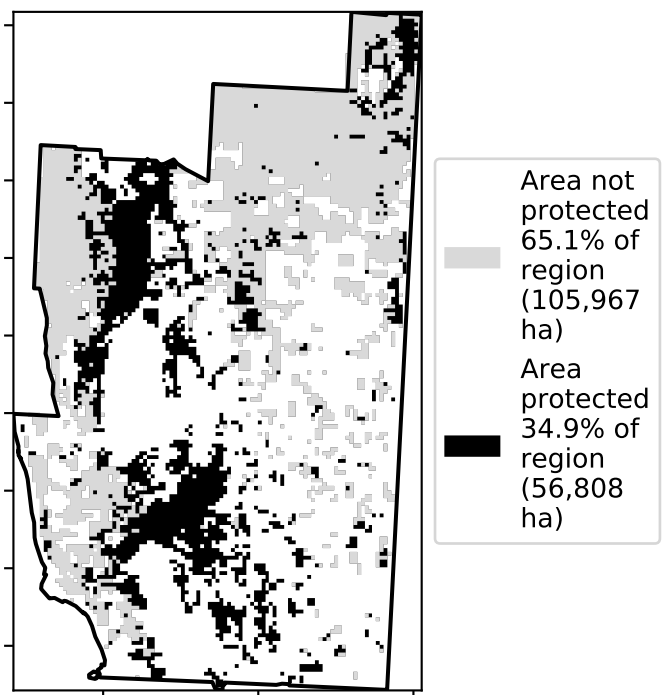 Area not
protected
65.1% of
region
(105,967
ha)
Area
protected
34.9% of
region
(56,808
ha)